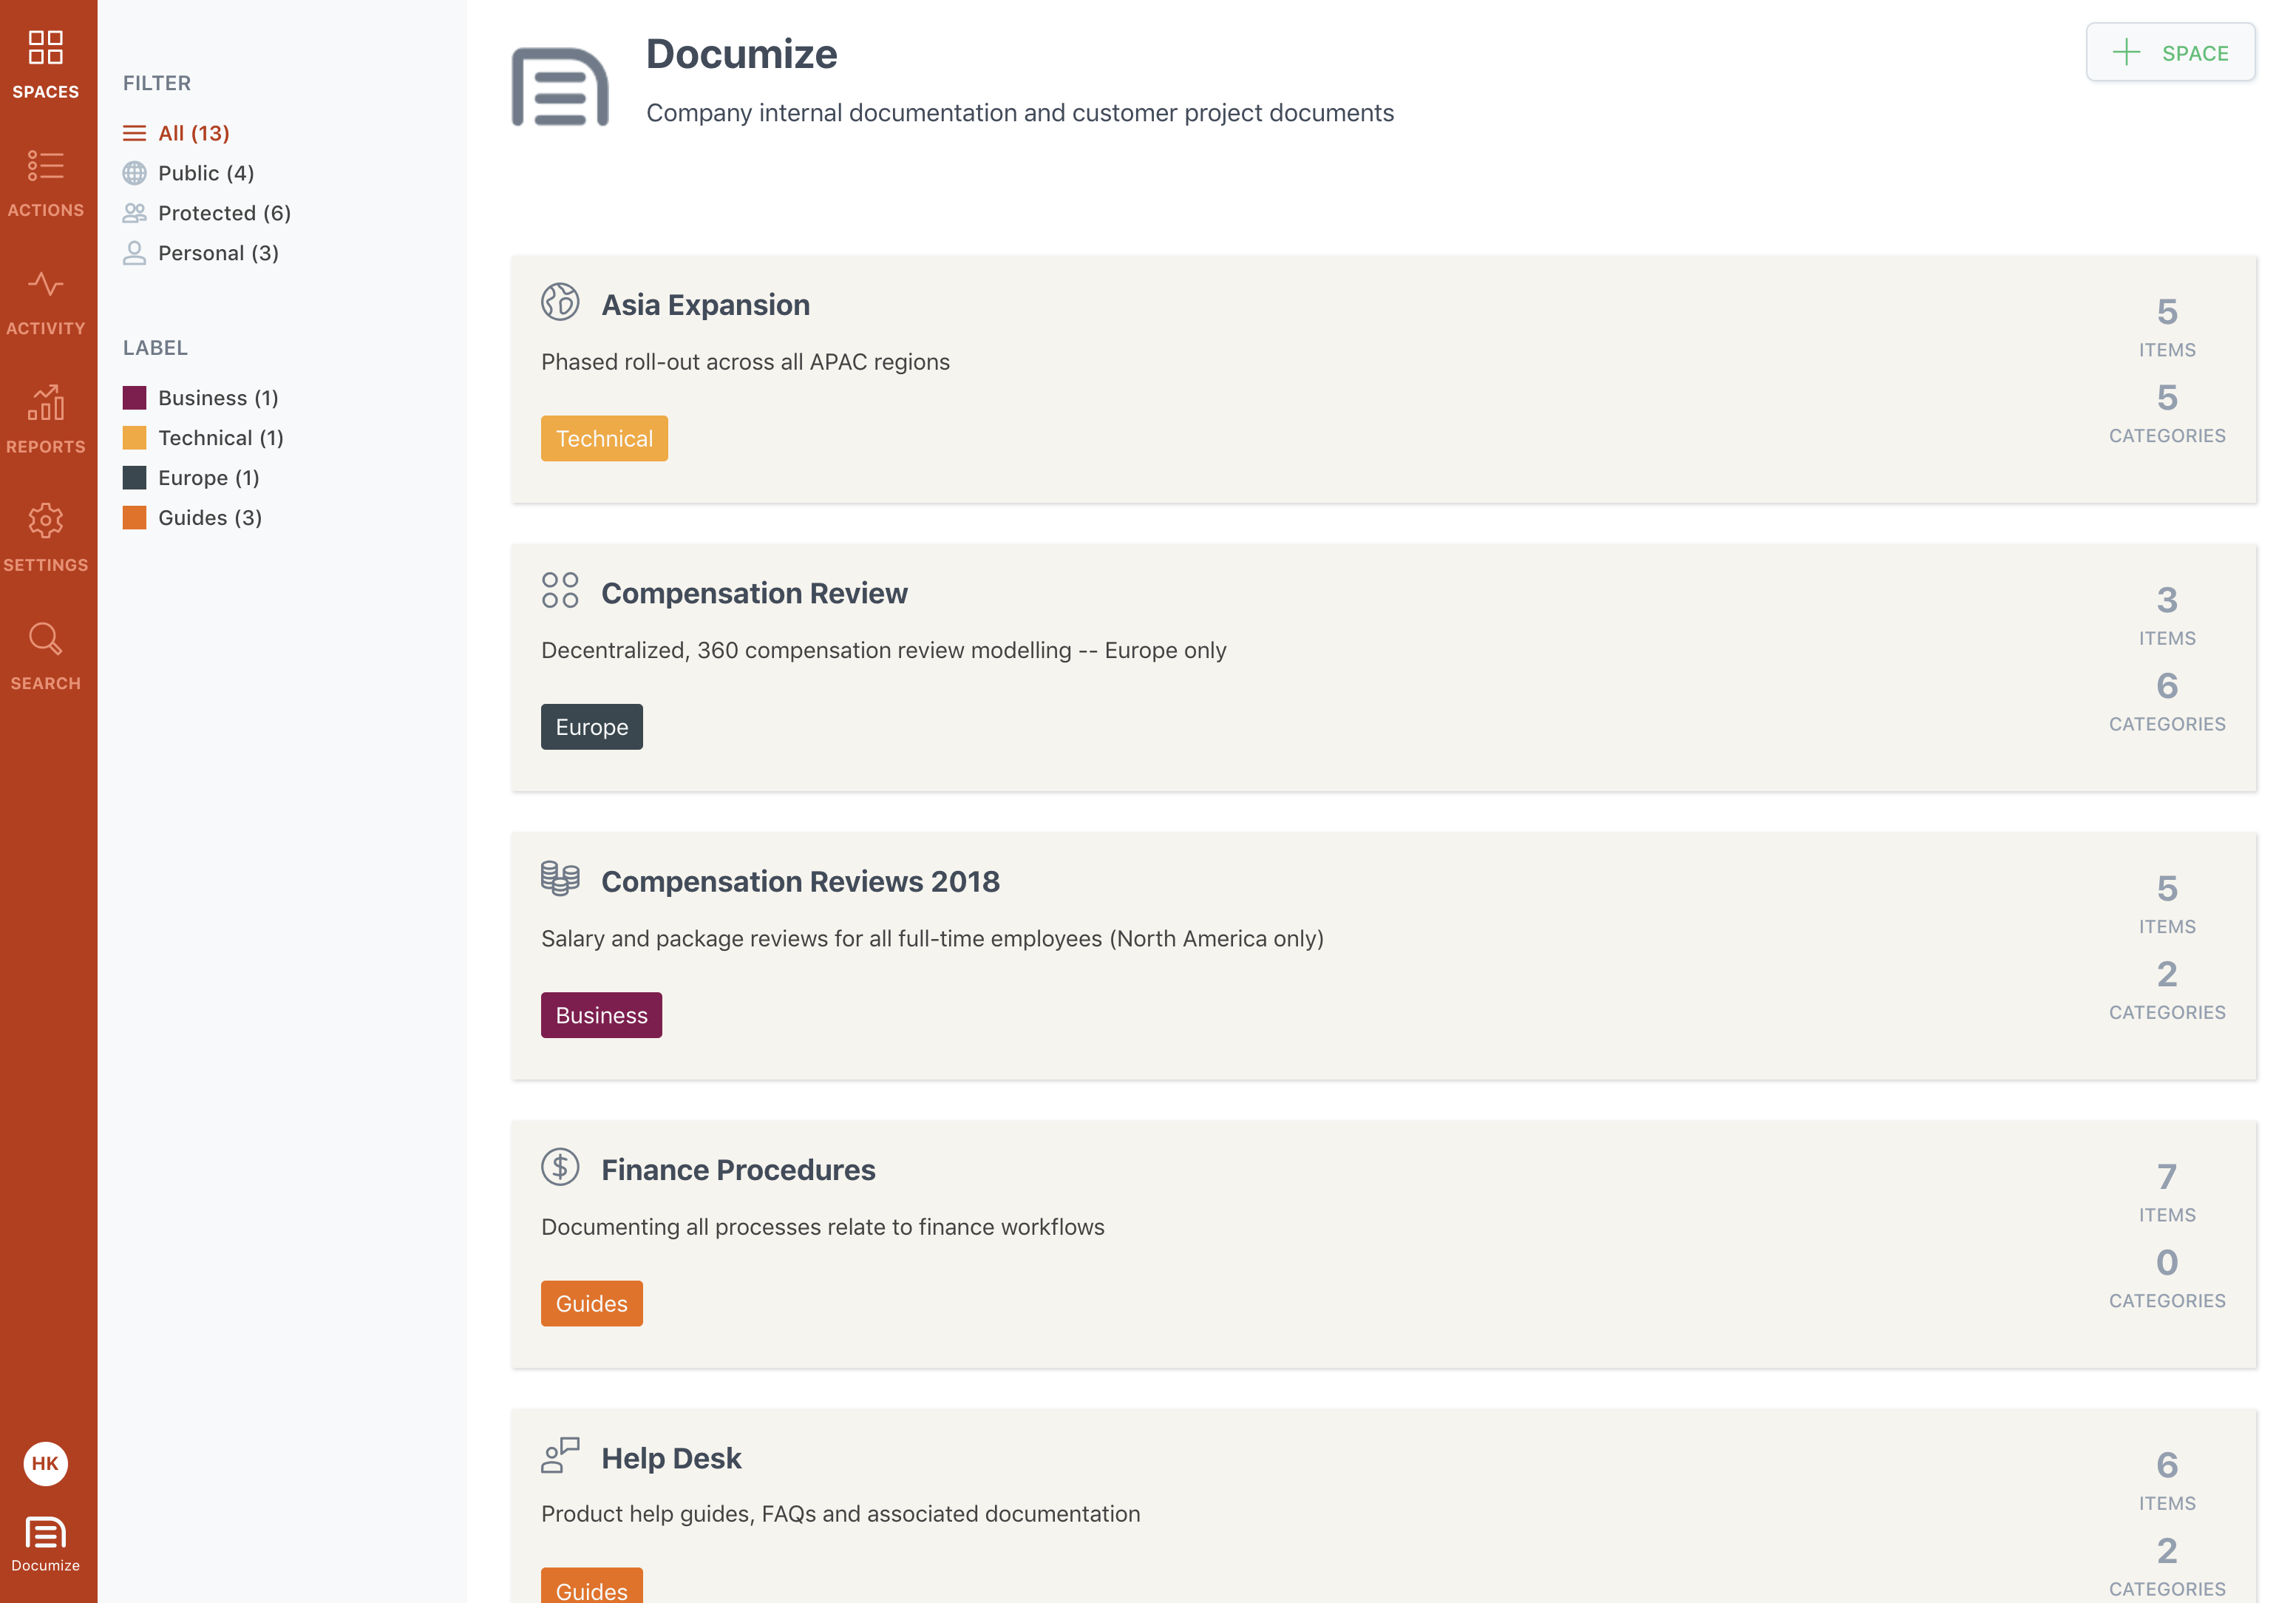 SPACES
ACTIONS
ACTIVITY
REPORTS
SETTINGS
SEARCH
HK
Documize
FILTER
All (13)
Public (4)
Protected (6)
Personal (3)
LABEL
Business (1)
Technical (1)
Europe (1)
Guides (3)
Documize
Company internal documentation and customer project documents
SPACE
Asia Expansion
Phased roll-out across all APAC regions
Technical
5
ITEMS
5
CATEGORIES
Compensation Review
Decentralized, 360 compensation review modelling -- Europe only
Europe
3
ITEMS
6
CATEGORIES
Compensation Reviews 2018
Salary and package reviews for all full-time employees (North America only)
Business
5
ITEMS
2
CATEGORIES
Finance Procedures
Documenting all processes relate to finance workflows
Guides
7
ITEMS
0
CATEGORIES
Help Desk
Product help guides, FAQs and associated documentation
Guides
6
ITEMS
2
CATEGORIES